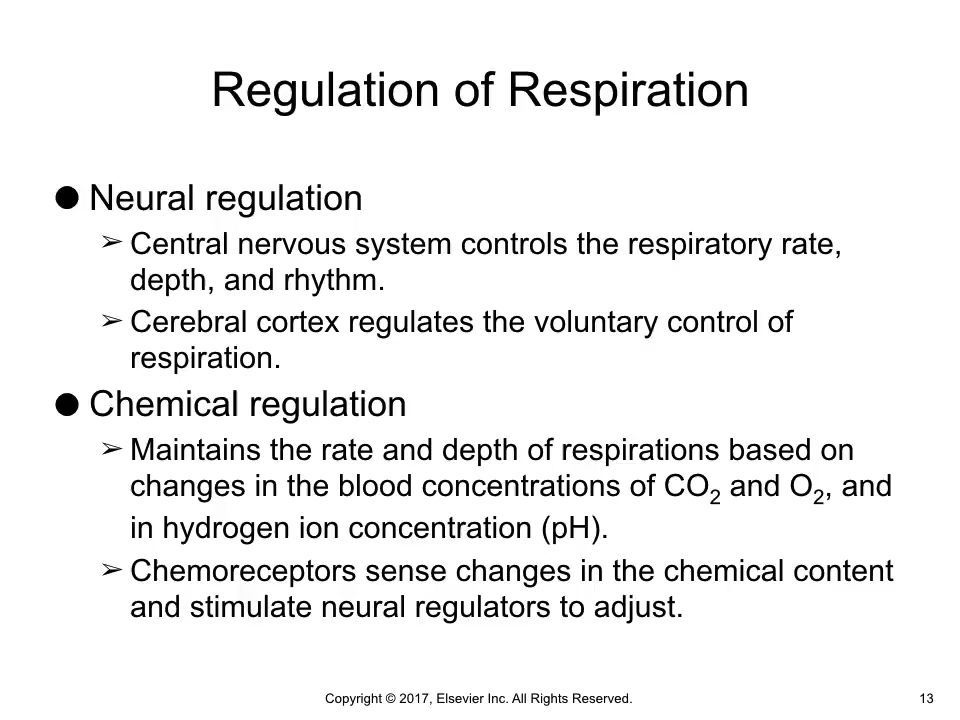 Regulation of Respiration
● Neural regulation
➢ Central nervous system controls the respiratory rate,
depth, and rhythm.
➢ Cerebral cortex regulates the voluntary control of
respiration.
● Chemical regulation
➢ Maintains the rate and depth of respirations based on
changes in the blood concentrations of CO₂ and O₂, and
in hydrogen ion concentration (pH).
➢ Chemoreceptors sense changes in the chemical content
and stimulate neural regulators to adjust.
Copyright © 2017, Elsevier Inc. All Rights Reserved.
13